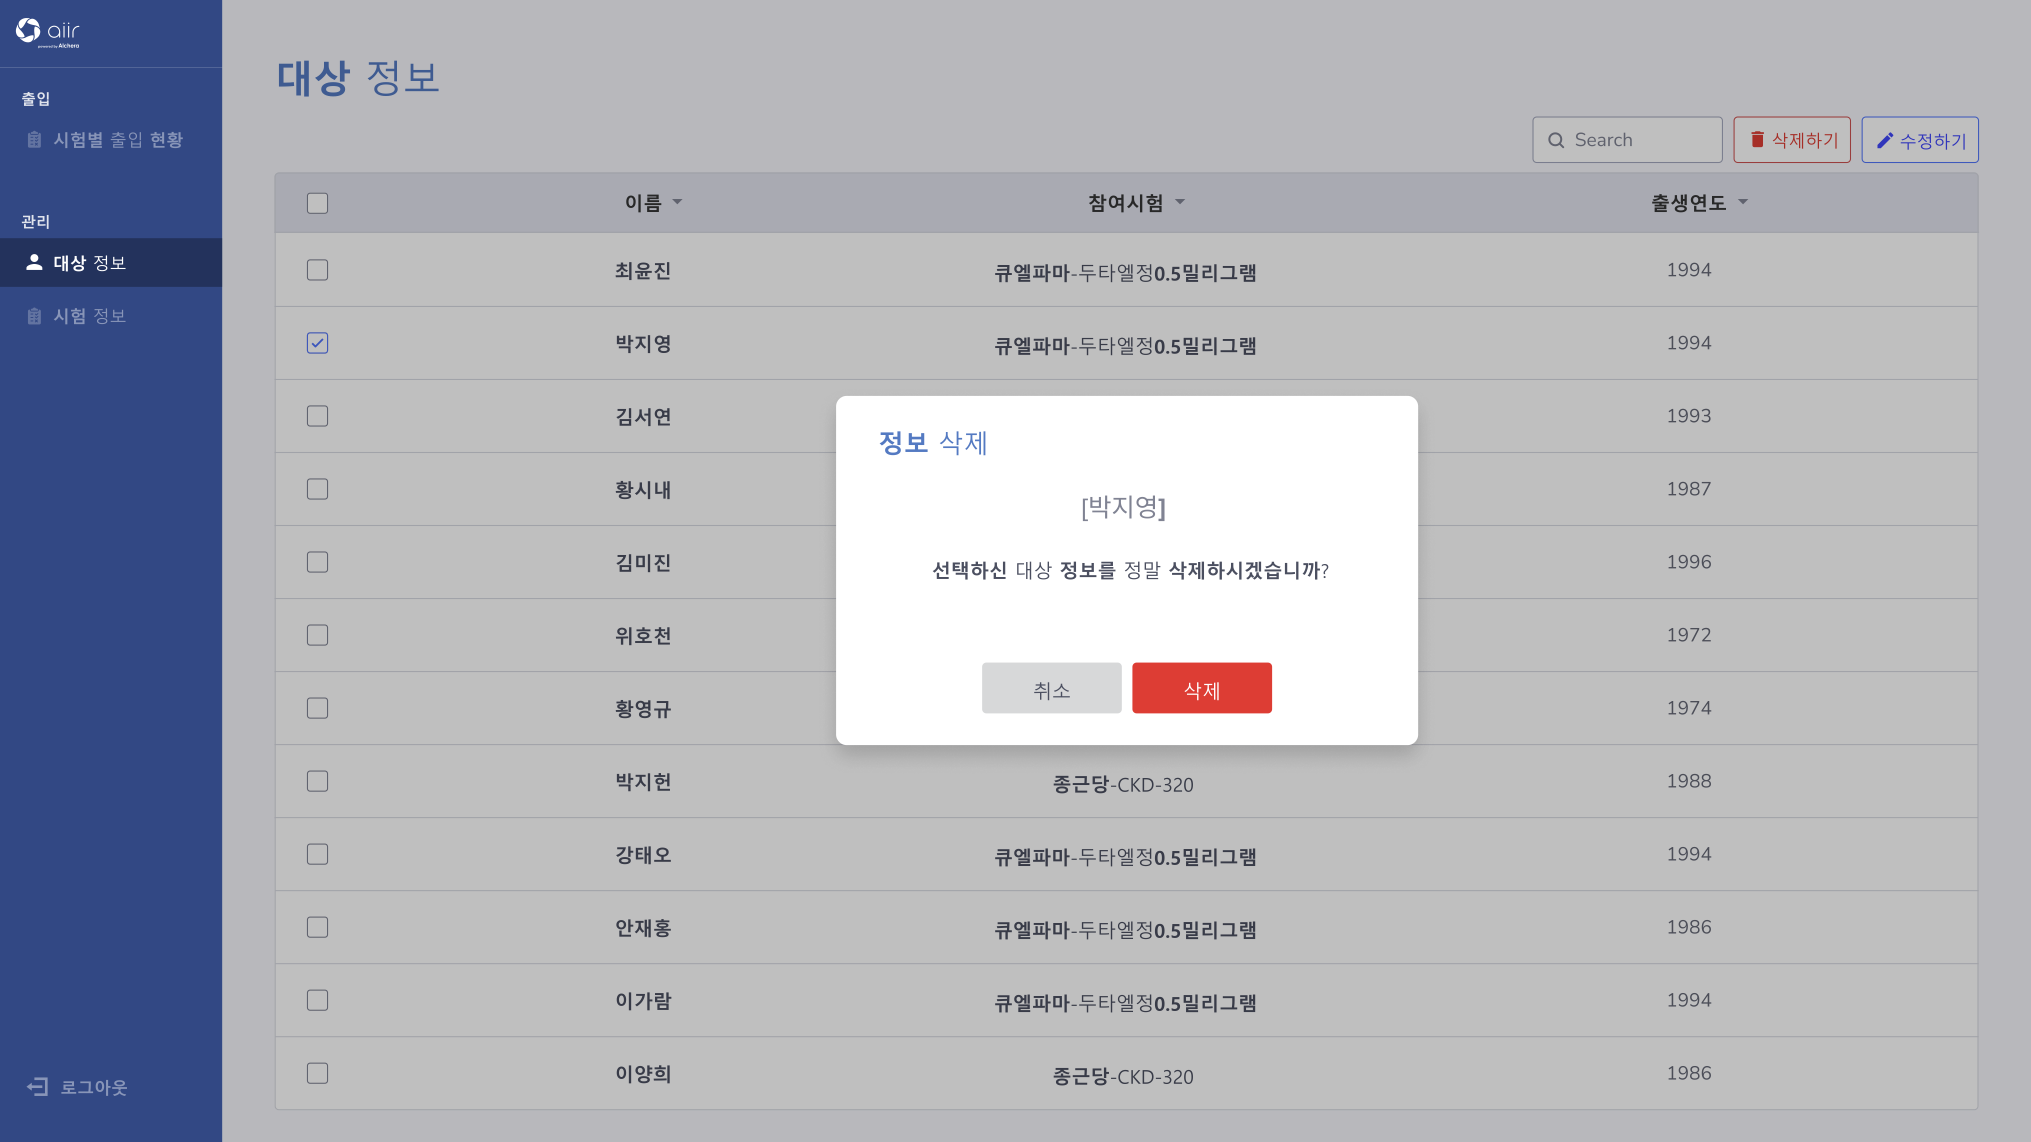 aiir
powered by Alchera
출입
시험별 출입 현황
관리
대상 정보
시험 정보
로그아웃
대상 정보
Search
삭제하기
수정하기
이름 참여시험 출생연도
최윤진 큐엘파마-두타엘정0.5밀리그램 1994
박지영 큐엘파마-두타엘정0.5밀리그램 1994
김서연 1993
황시내 1987
김미진 1996
위호천 1972
황영규 1974
박지헌 종근당-CKD-320 1988
강태오 큐엘파마-두타엘정0.5밀리그램 1994
안재홍 큐엘파마-두타엘정0.5밀리그램 1986
이가람 큐엘파마-두타엘정0.5밀리그램 1994
이양희 종근당-CKD-320 1986
정보 삭제
[박지영]
선택하신 대상 정보를 정말 삭제하시겠습니까?
취소
삭제